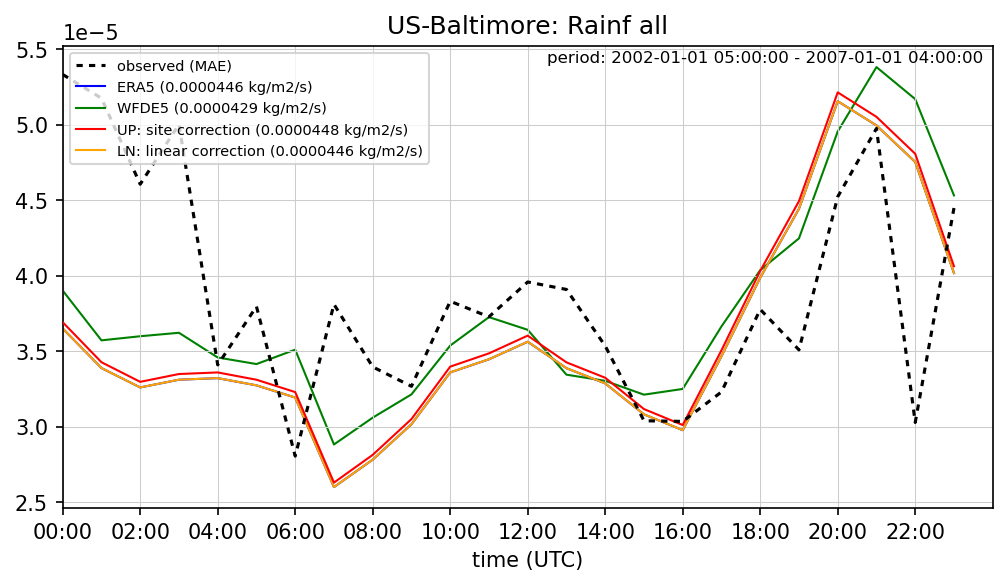 US-Baltimore: Rainf all
1e−5
period: 2002-01-01 05:00:00 - 2007-01-01 04:00:00
observed (MAE)
ERA5 (0.0000446 kg/m2/s)
WFDE5 (0.0000429 kg/m2/s)
UP: site correction (0.0000448 kg/m2/s)
LN: linear correction (0.0000446 kg/m2/s)
5.5
5.0
4.5
4.0
3.5
3.0
2.5
00:00 02:00 04:00 06:00 08:00 10:00 12:00 14:00 16:00 18:00 20:00 22:00
time (UTC)